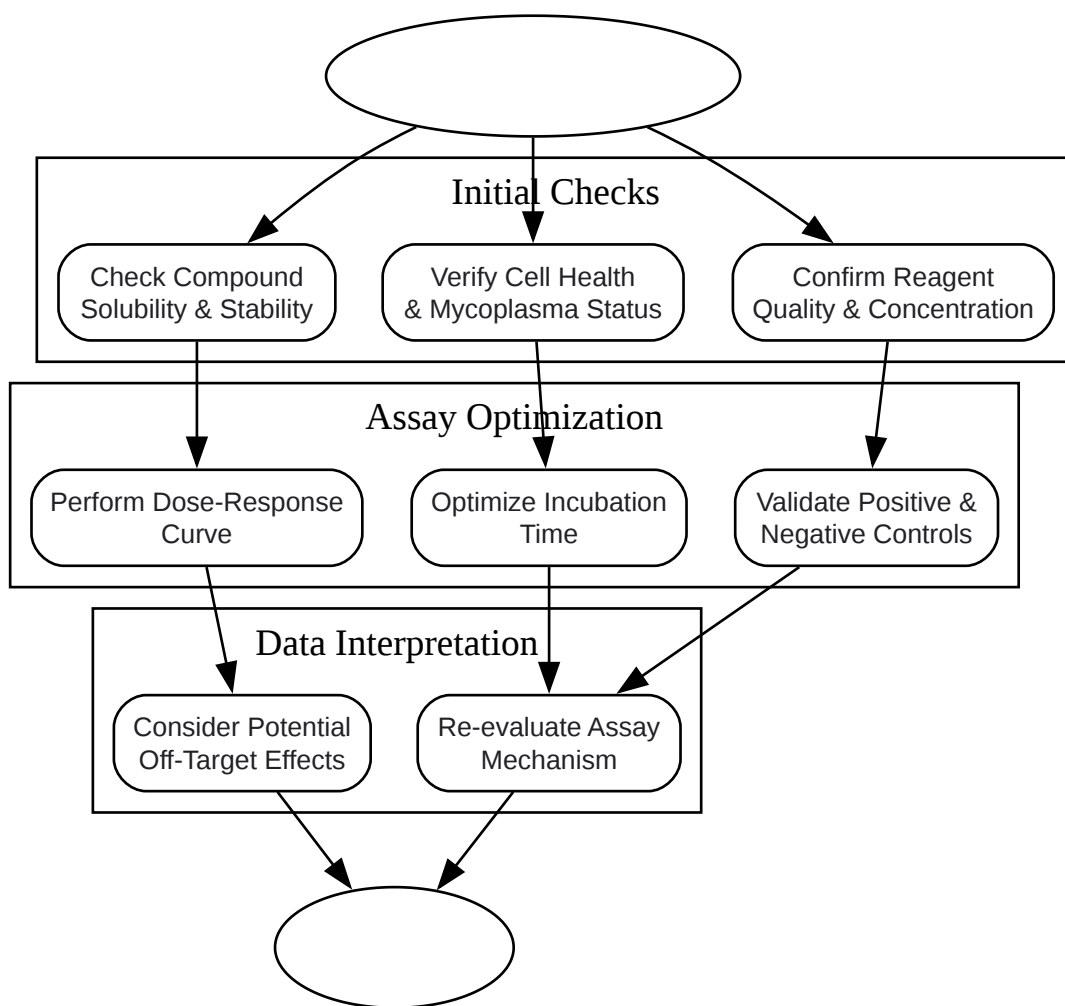 Initial Checks
Check Compound
Solubility & Stability
Verify Cell Health
& Mycoplasma Status
Confirm Reagent
Quality & Concentration
Assay Optimization
Perform Dose-Response
Curve
Optimize Incubation
Time
Validate Positive &
Negative Controls
Data Interpretation
Consider Potential
Off-Target Effects
Re-evaluate Assay
Mechanism